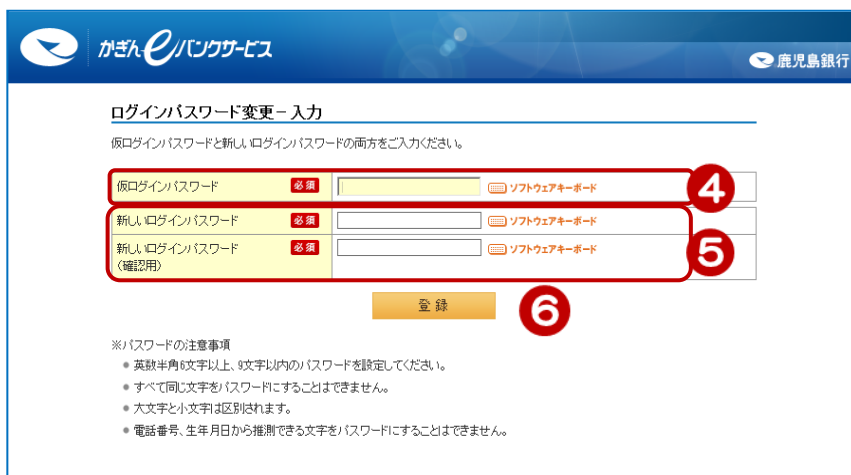 かぎんeバンクサービス
鹿児島銀行
ログインパスワード変更－入力
仮ログインパスワードと新しいログインパスワードの両方をご入力ください。
仮ログインパスワード 必須 ソフトウェアキーボード 4
新しいログインパスワード 必須 ソフトウェアキーボード
新しいログインパスワード 必須 ソフトウェアキーボード 5
（確認用）
登録 6
※パスワードの注意事項
● 英数半角6文字以上、9文字以内のパスワードを設定してください。
● すべて同じ文字をパスワードにすることはできません。
● 大文字と小文字は区別されます。
● 電話番号、生年月日から推測できる文字をパスワードにすることはできません。